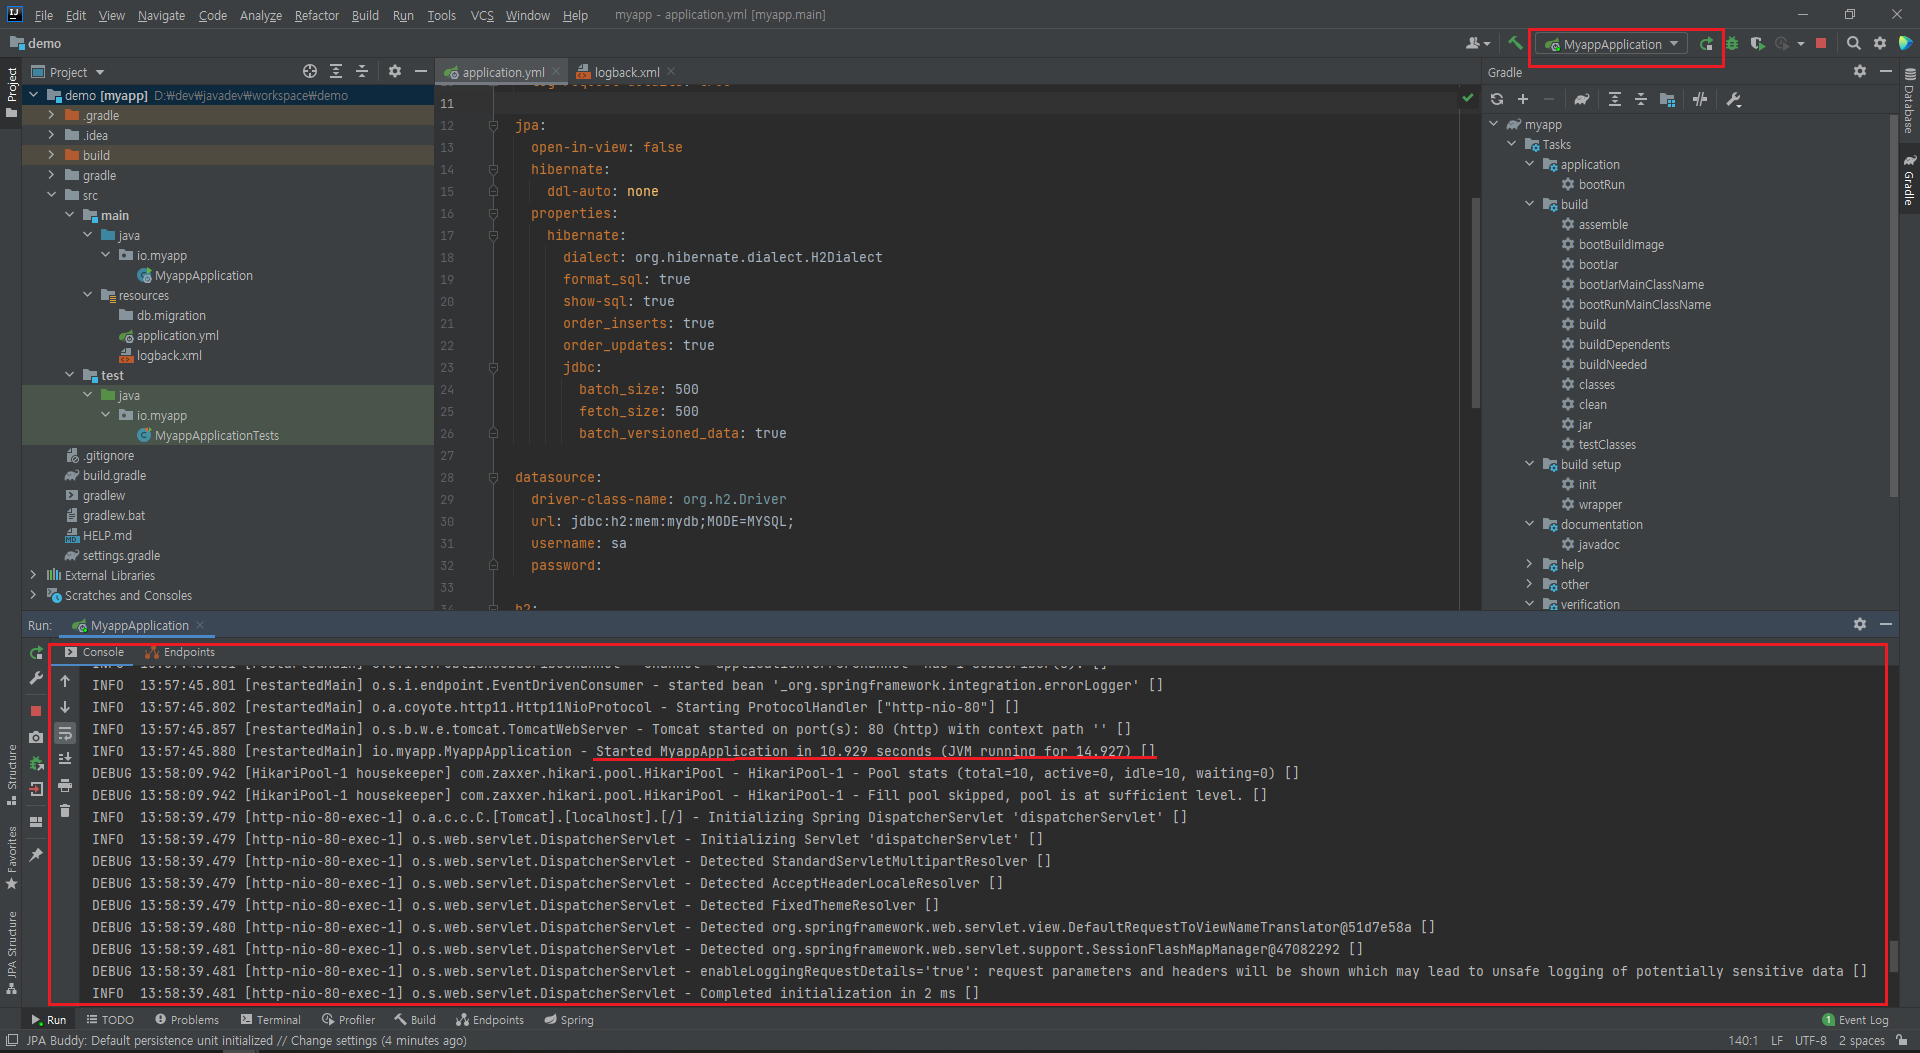 File Edit View Navigate Code Analyze Refactor Build Run Tools VCS Window Help myapp - application.yml [myapp.main]
demo
MyappApplication
Project
application.yml
logback.xml
Gradle
Project
demo [myapp] D:₩dev₩javadev₩workspace₩demo
.gradle
.idea
build
gradle
src
main
java
io.myapp
MyappApplication
resources
db.migration
application.yml
logback.xml
test
java
io.myapp
MyappApplicationTests
.gitignore
build.gradle
gradlew
gradlew.bat
HELP.md
settings.gradle
External Libraries
Scratches and Consoles
11
12 jpa:
13 open-in-view: false
14 hibernate:
15 ddl-auto: none
16 properties:
17 hibernate:
18 dialect: org.hibernate.dialect.H2Dialect
19 format_sql: true
20 show-sql: true
21 order_inserts: true
22 order_updates: true
23 jdbc:
24 batch_size: 500
25 fetch_size: 500
26 batch_versioned_data: true
27
28 datasource:
29 driver-class-name: org.h2.Driver
30 url: jdbc:h2:mem:mydb;MODE=MYSQL;
31 username: sa
32 password:
33
34 h2:
myapp
Tasks
application
bootRun
build
assemble
bootBuildImage
bootJar
bootJarMainClassName
bootRunMainClassName
build
buildDependents
buildNeeded
classes
clean
jar
testClasses
build setup
init
wrapper
documentation
javadoc
help
other
verification
Database
Gradle
Run: MyappApplication
Console Endpoints
INFO 13:57:45.801 [restartedMain] o.s.i.endpoint.EventDrivenConsumer - started bean '_org.springframework.integration.errorLogger' []
INFO 13:57:45.802 [restartedMain] o.a.coyote.http11.Http11NioProtocol - Starting ProtocolHandler ["http-nio-80"] []
INFO 13:57:45.857 [restartedMain] o.s.b.w.e.tomcat.TomcatWebServer - Tomcat started on port(s): 80 (http) with context path '' []
INFO 13:57:45.880 [restartedMain] io.myapp.MyappApplication - Started MyappApplication in 10.929 seconds (JVM running for 14.927) []
DEBUG 13:58:09.942 [HikariPool-1 housekeeper] com.zaxxer.hikari.pool.HikariPool - HikariPool-1 - Pool stats (total=10, active=0, idle=10, waiting=0) []
DEBUG 13:58:09.942 [HikariPool-1 housekeeper] com.zaxxer.hikari.pool.HikariPool - HikariPool-1 - Fill pool skipped, pool is at sufficient level. []
INFO 13:58:39.479 [http-nio-80-exec-1] o.a.c.c.C.[Tomcat].[localhost].[/] - Initializing Spring DispatcherServlet 'dispatcherServlet' []
INFO 13:58:39.479 [http-nio-80-exec-1] o.s.web.servlet.DispatcherServlet - Initializing Servlet 'dispatcherServlet' []
DEBUG 13:58:39.479 [http-nio-80-exec-1] o.s.web.servlet.DispatcherServlet - Detected StandardServletMultipartResolver []
DEBUG 13:58:39.479 [http-nio-80-exec-1] o.s.web.servlet.DispatcherServlet - Detected AcceptHeaderLocaleResolver []
DEBUG 13:58:39.479 [http-nio-80-exec-1] o.s.web.servlet.DispatcherServlet - Detected FixedThemeResolver []
DEBUG 13:58:39.480 [http-nio-80-exec-1] o.s.web.servlet.DispatcherServlet - Detected org.springframework.web.servlet.view.DefaultRequestToViewNameTranslator@51d7e58a []
DEBUG 13:58:39.481 [http-nio-80-exec-1] o.s.web.servlet.DispatcherServlet - Detected org.springframework.web.servlet.support.SessionFlashMapManager@47082292 []
DEBUG 13:58:39.481 [http-nio-80-exec-1] o.s.web.servlet.DispatcherServlet - enableLoggingRequestDetails='true': request parameters and headers will be shown which may lead to unsafe logging of potentially sensitive data []
INFO 13:58:39.481 [http-nio-80-exec-1] o.s.web.servlet.DispatcherServlet - Completed initialization in 2 ms []
Structure
Favorites
JPA Structure
Run TODO Problems Terminal Profiler Build Endpoints Spring
1 Event Log
JPA Buddy: Default persistence unit initialized // Change settings (4 minutes ago)
140:1 LF UTF-8 2 spaces